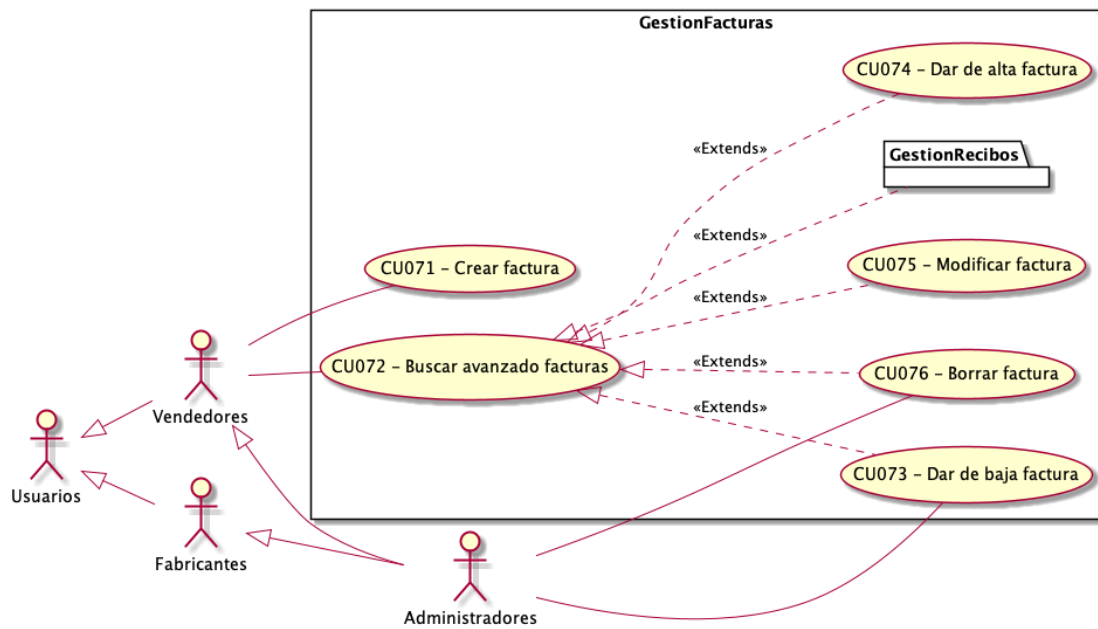 GestionFacturas
CU074 – Dar de alta factura
«Extends»
GestionRecibos
«Extends»
CU071 – Crear factura
CU075 – Modificar factura
«Extends»
CU072 – Buscar avanzado facturas
«Extends»
CU076 – Borrar factura
«Extends»
Vendedores
CU073 – Dar de baja factura
Usuarios
Fabricantes
Administradores